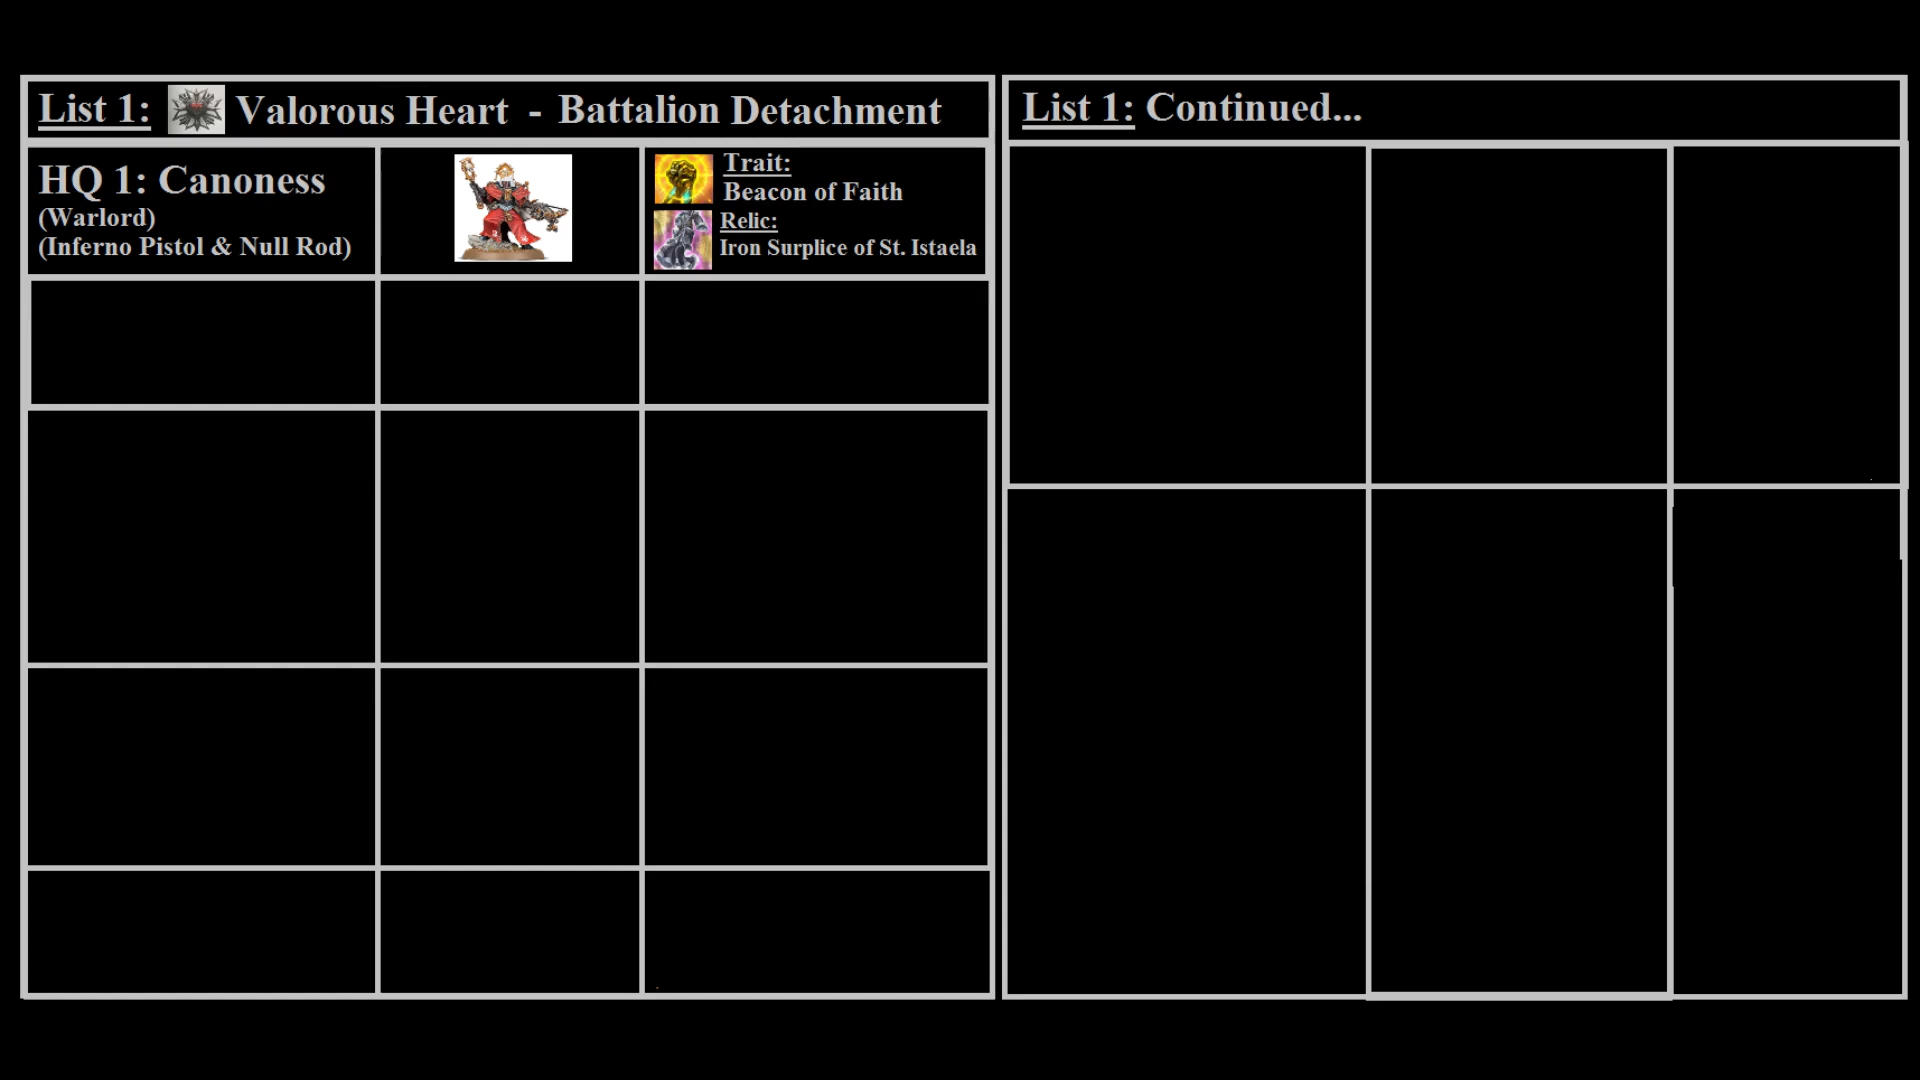 List 1: Valorous Heart - Battalion Detachment
HQ 1: Canoness
(Warlord)
(Inferno Pistol & Null Rod)
Trait:
Beacon of Faith
Relic:
Iron Surplice of St. Istaela
List 1: Continued...